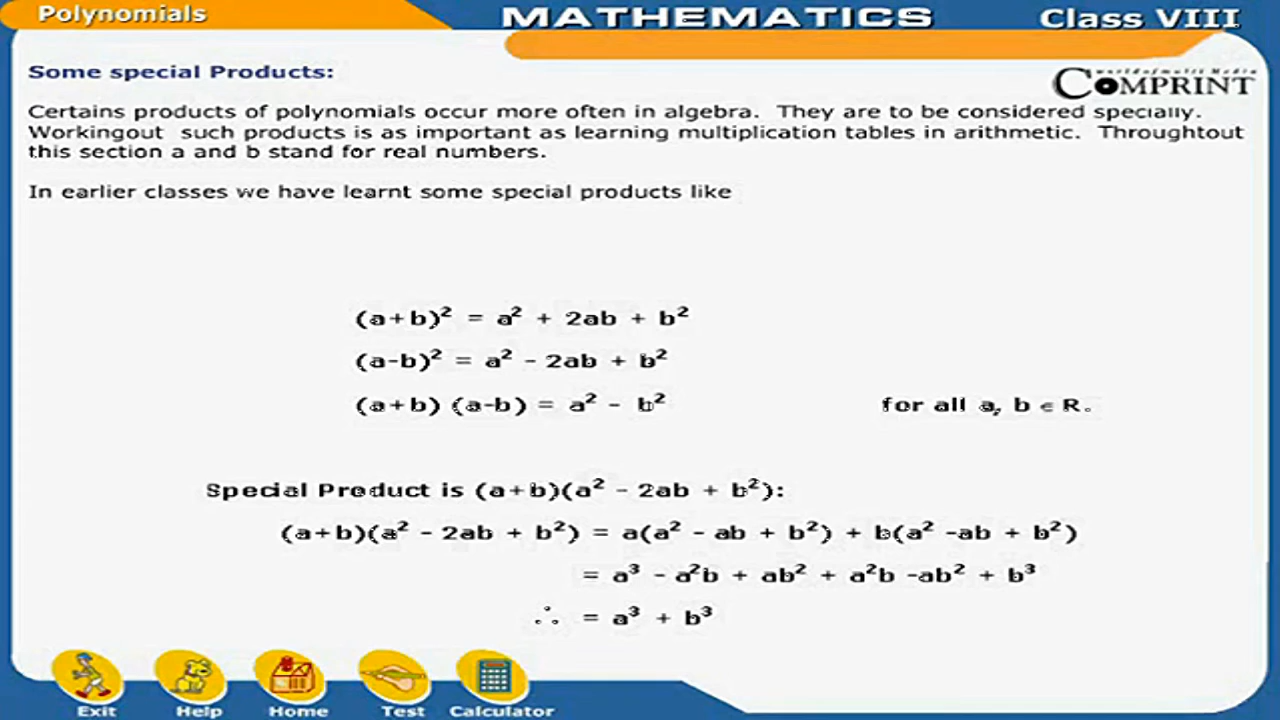 Polynomials
MATHEMATICS
Class VIII
Some special Products:
world of multi Media
COMPRINT
Certains products of polynomials occur more often in algebra. They are to be considered specially.
Workingout such products is as important as learning multiplication tables in arithmetic. Throughtout
this section a and b stand for real numbers.
In earlier classes we have learnt some special products like
(a+b)² = a² + 2ab + b²
(a-b)² = a² - 2ab + b²
(a+b) (a-b) = a² - b² for all a, b ∈ R.
Special Product is (a+b)(a² - 2ab + b²):
(a+b)(a² - 2ab + b²) = a(a² - ab + b²) + b(a² -ab + b²)
= a³ - a²b + ab² + a²b -ab² + b³
∴ = a³ + b³
Exit Help Home Test Calculator